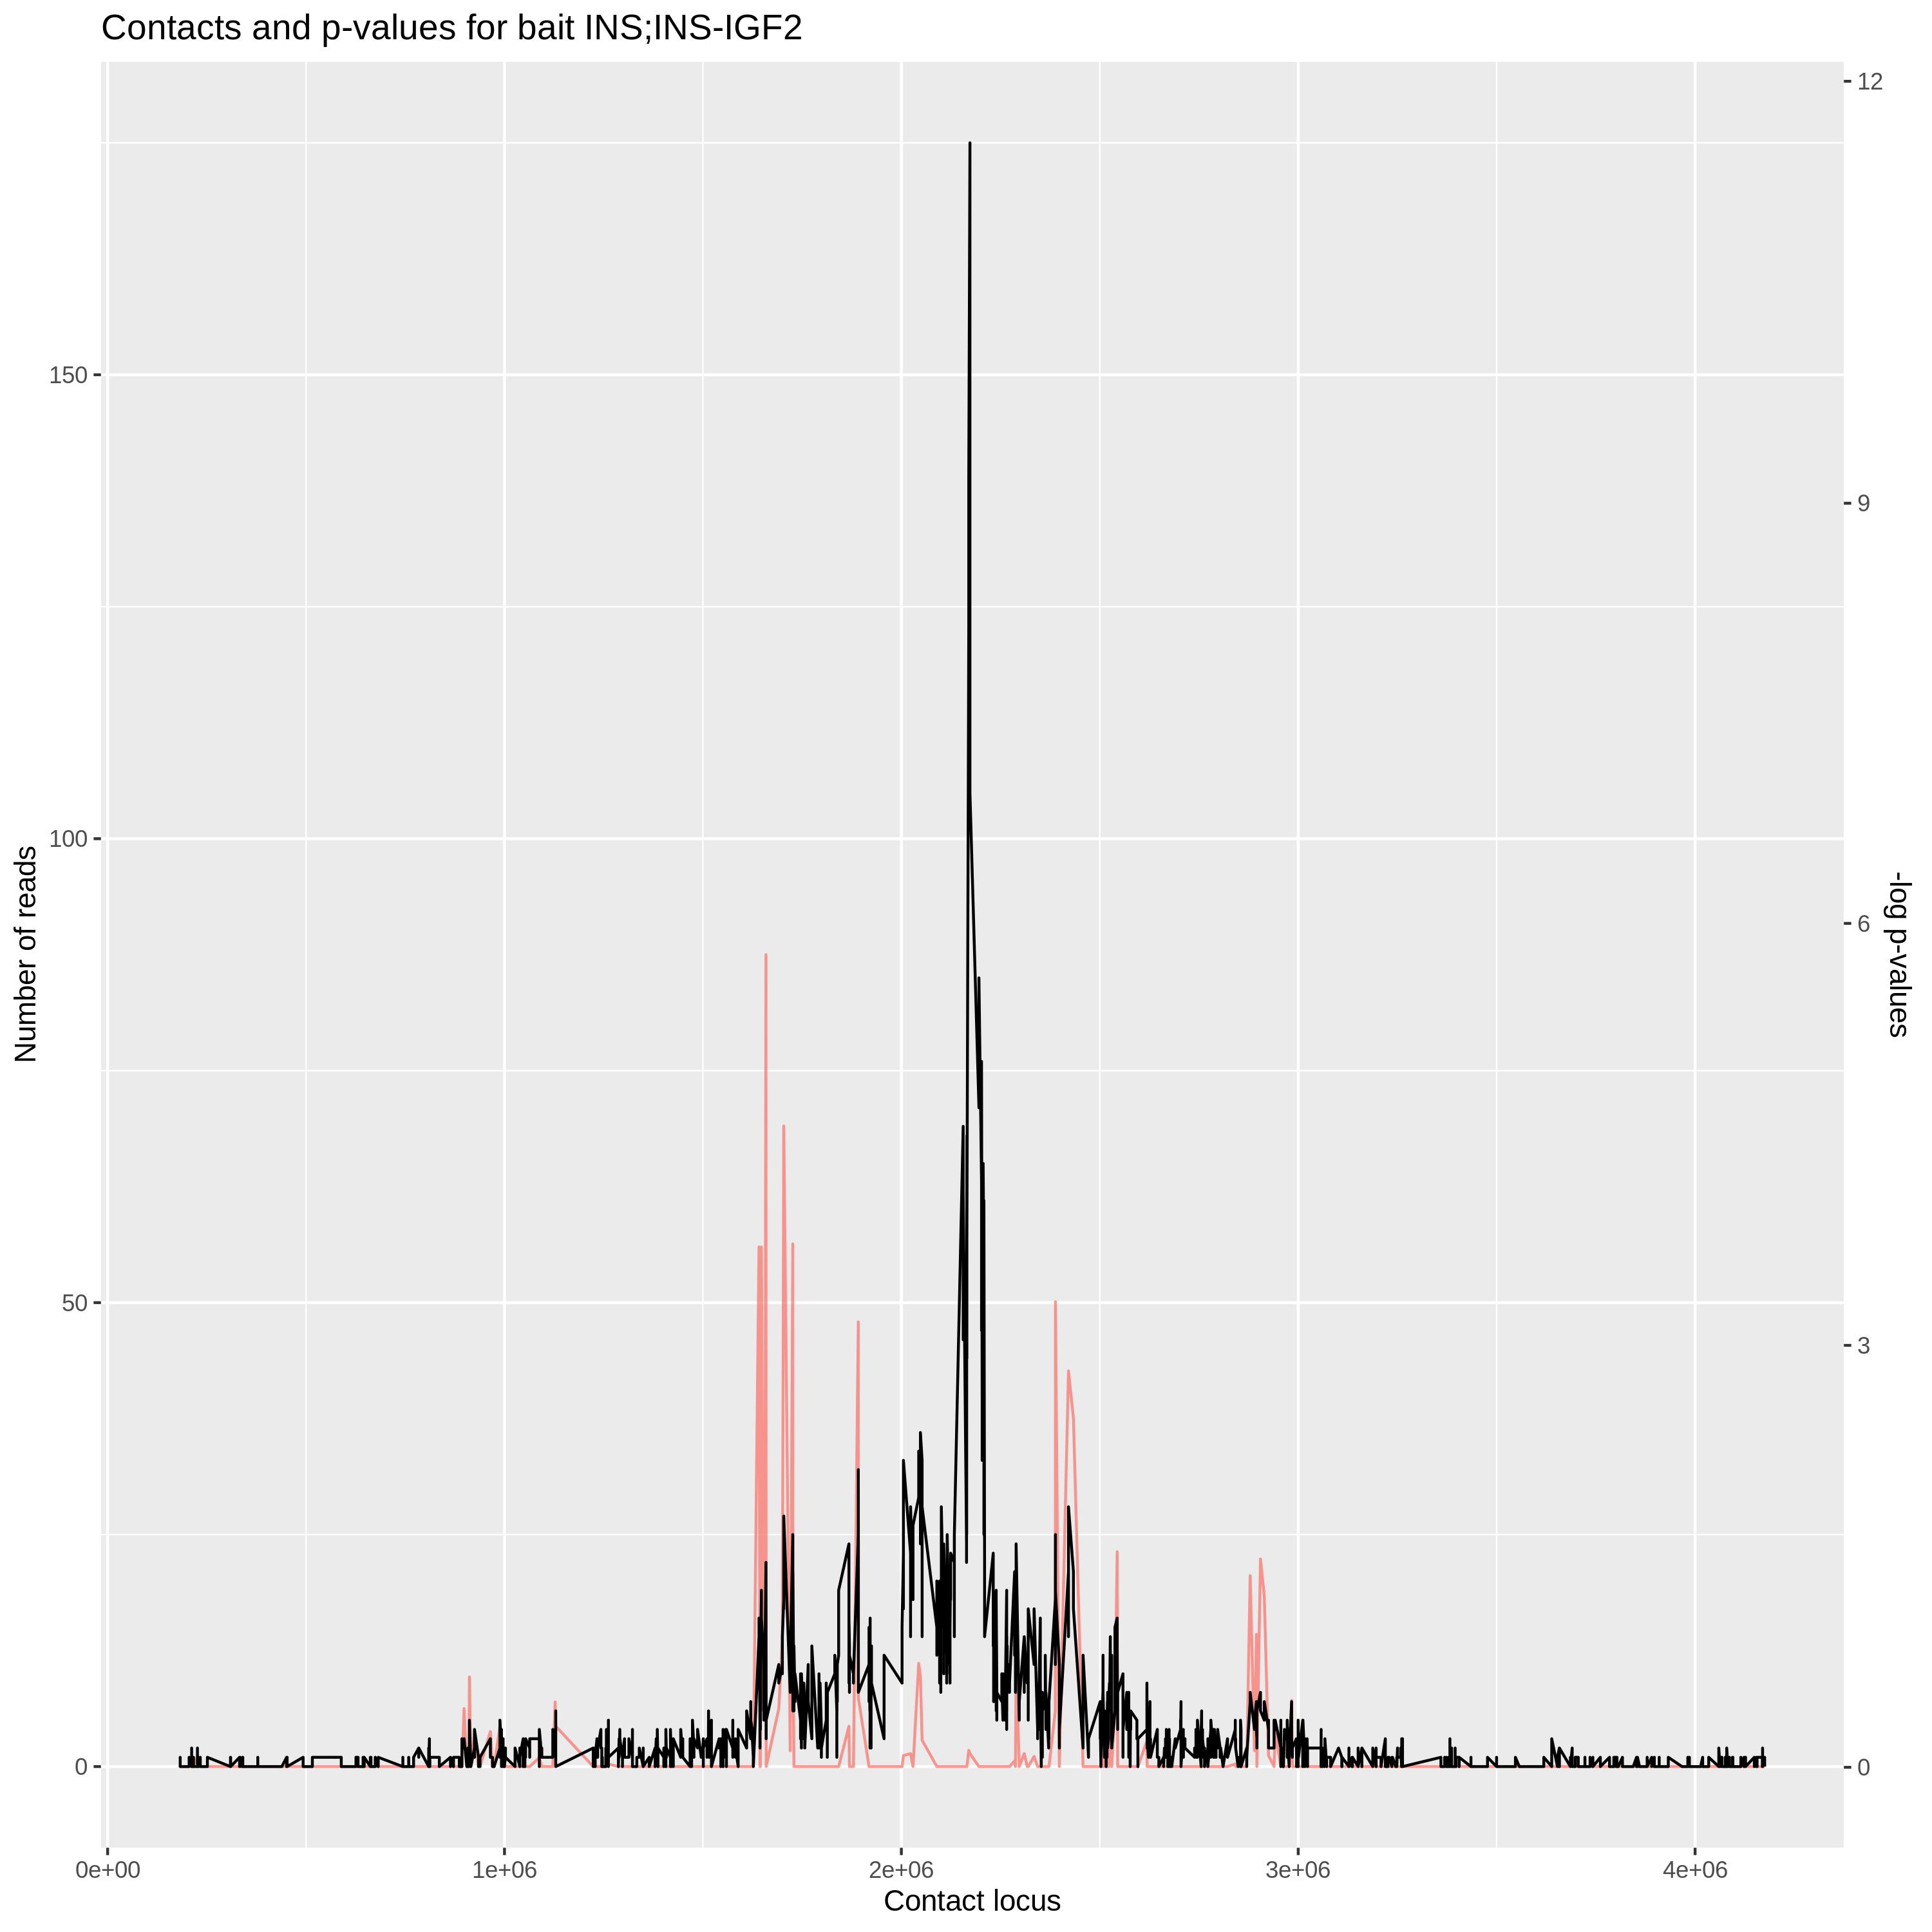 Contacts and p-values for bait INS;INS-IGF2
Number of reads
150
100
50
0
12
9
6
3
0
-log p-values
0e+00 1e+06 2e+06 3e+06 4e+06
Contact locus